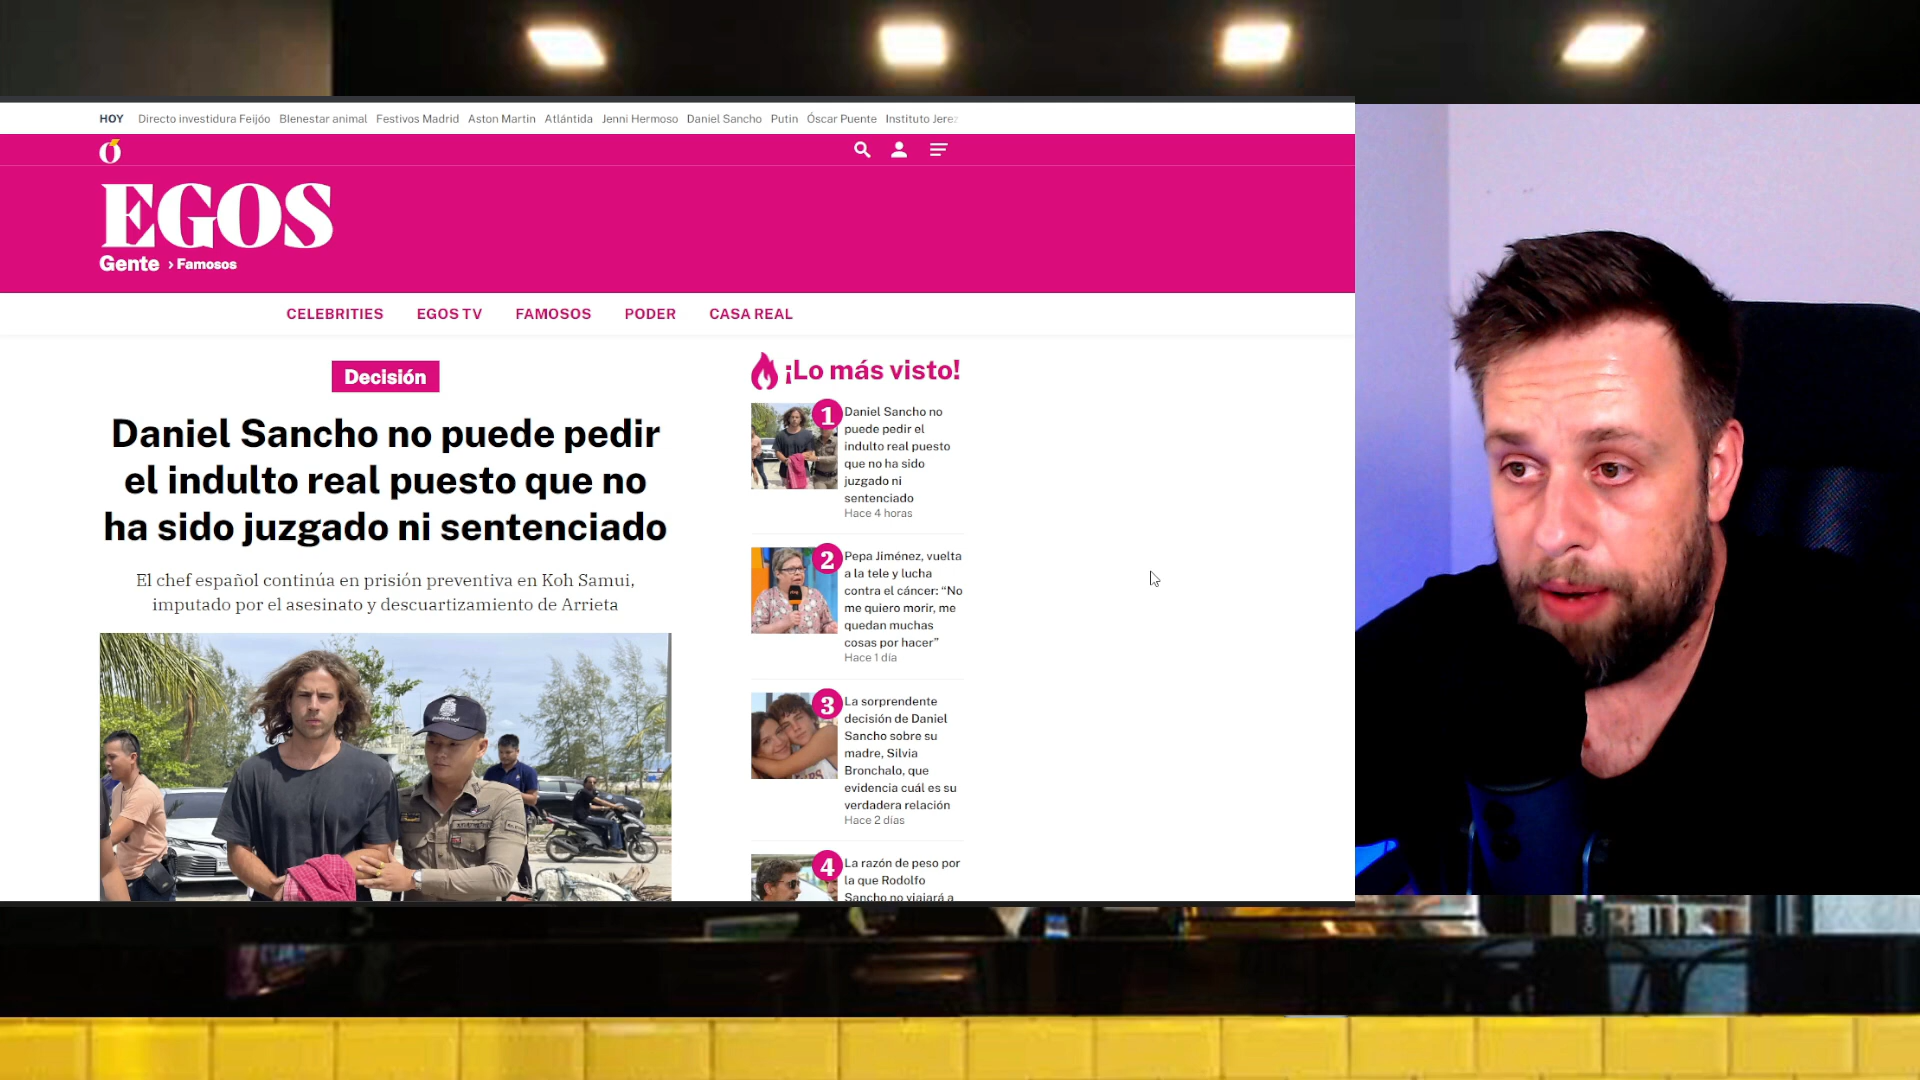 HOY Directo investidura Feijóo Bienestar animal Festivos Madrid Aston Martin Atlántida Jenni Hermoso Daniel Sancho Putin Óscar Puente Instituto Jerez
EGOS
Gente › Famosos
CELEBRITIES EGOS TV FAMOSOS PODER CASA REAL
Decisión
Daniel Sancho no puede pedir
el indulto real puesto que no
ha sido juzgado ni sentenciado
El chef español continúa en prisión preventiva en Koh Samui,
imputado por el asesinato y descuartizamiento de Arrieta
¡Lo más visto!
1
Daniel Sancho no
puede pedir el
indulto real puesto
que no ha sido
juzgado ni
sentenciado
Hace 4 horas
2
Pepa Jiménez, vuelta
a la tele y lucha
contra el cáncer: “No
me quiero morir, me
quedan muchas
cosas por hacer”
Hace 1 día
3
La sorprendente
decisión de Daniel
Sancho sobre su
madre, Silvia
Bronchalo, que
evidencia cuál es su
verdadera relación
Hace 2 días
4
La razón de peso por
la que Rodolfo
Sancho no viajará a